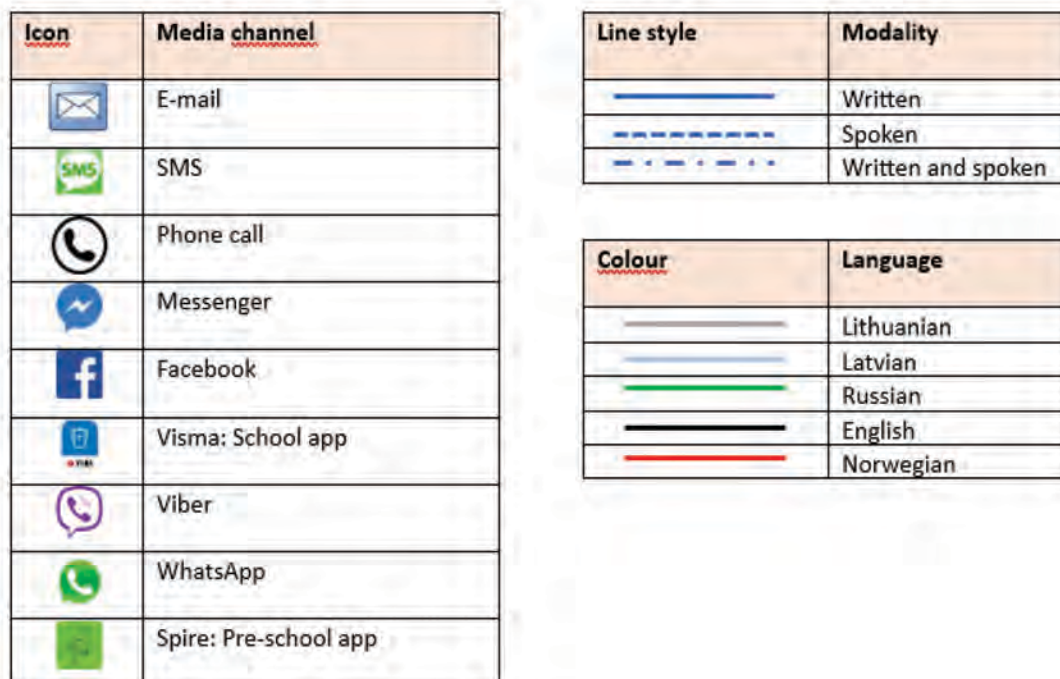 Icon Media channel
E-mail
SMS SMS
Phone call
Messenger
Facebook
Visma: School app
Viber
WhatsApp
Spire: Pre-school app
Line style Modality
Written
Spoken
Written and spoken
Colour Language
Lithuanian
Latvian
Russian
English
Norwegian